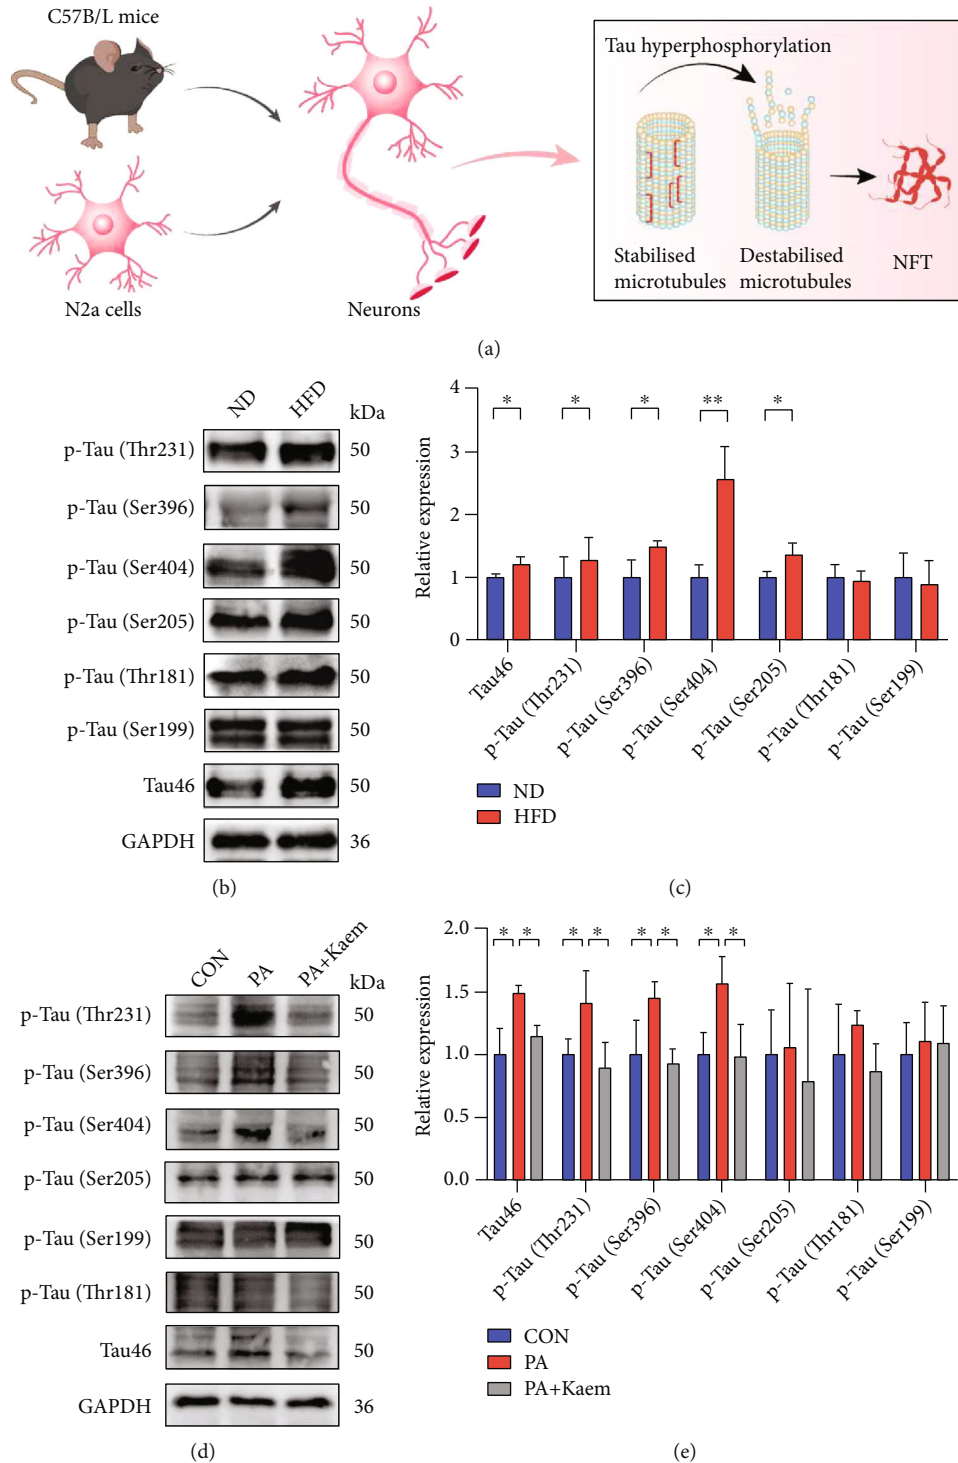 C57B/L mice
N2a cells
Neurons
Tau hyperphosphorylation
Stabilised
microtubules
Destabilised
microtubules
NFT
(a)
ND
HFD
kDa
p-Tau (Thr231)
50
p-Tau (Ser396)
50
p-Tau (Ser404)
50
p-Tau (Ser205)
50
p-Tau (Thr181)
50
p-Tau (Ser199)
50
Tau46
50
GAPDH
36
(b)
Relative expression
4
3
2
1
0
* * * ** *
Tau46
p-Tau (Thr231)
p-Tau (Ser396)
p-Tau (Ser404)
p-Tau (Ser205)
p-Tau (Thr181)
p-Tau (Ser199)
ND
HFD
(c)
CON
PA
PA+Kaem
kDa
p-Tau (Thr231)
50
p-Tau (Ser396)
50
p-Tau (Ser404)
50
p-Tau (Ser205)
50
p-Tau (Ser199)
50
p-Tau (Thr181)
50
Tau46
50
GAPDH
36
(d)
Relative expression
2.0
1.5
1.0
0.5
0.0
* * * * * * * *
Tau46
p-Tau (Thr231)
p-Tau (Ser396)
p-Tau (Ser404)
p-Tau (Ser205)
p-Tau (Thr181)
p-Tau (Ser199)
CON
PA
PA+Kaem
(e)